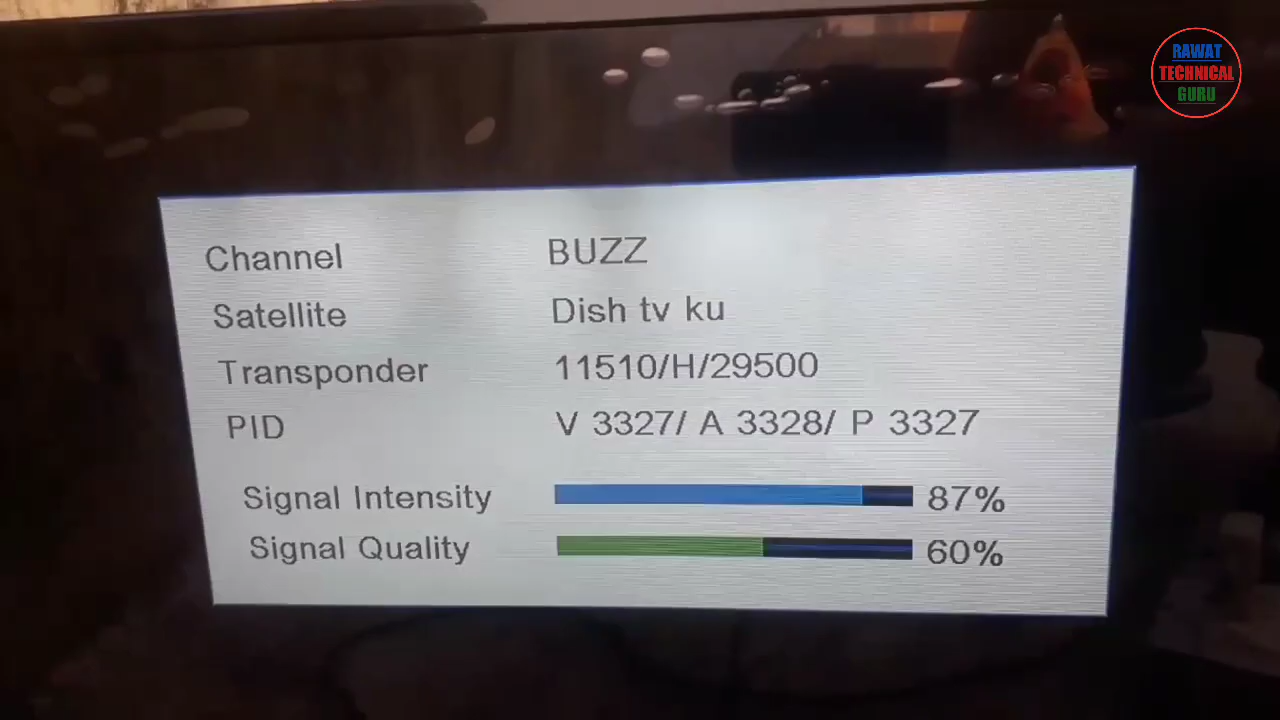 RAWAT
TECHNICAL
GURU
Channel BUZZ
Satellite Dish tv ku
Transponder 11510/H/29500
PID V 3327/ A 3328/ P 3327
Signal Intensity 87%
Signal Quality 60%